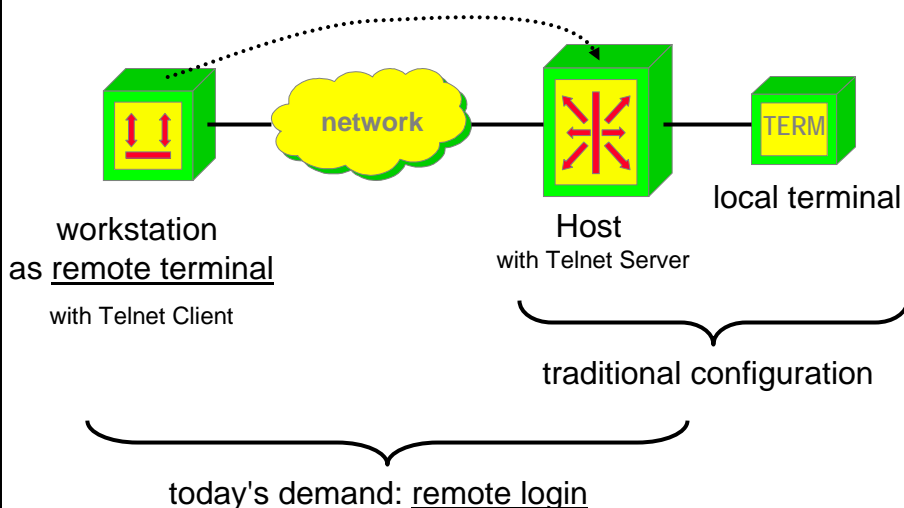 network
TERM
local terminal
workstation
as remote terminal
with Telnet Client
Host
with Telnet Server
traditional configuration
today's demand: remote login